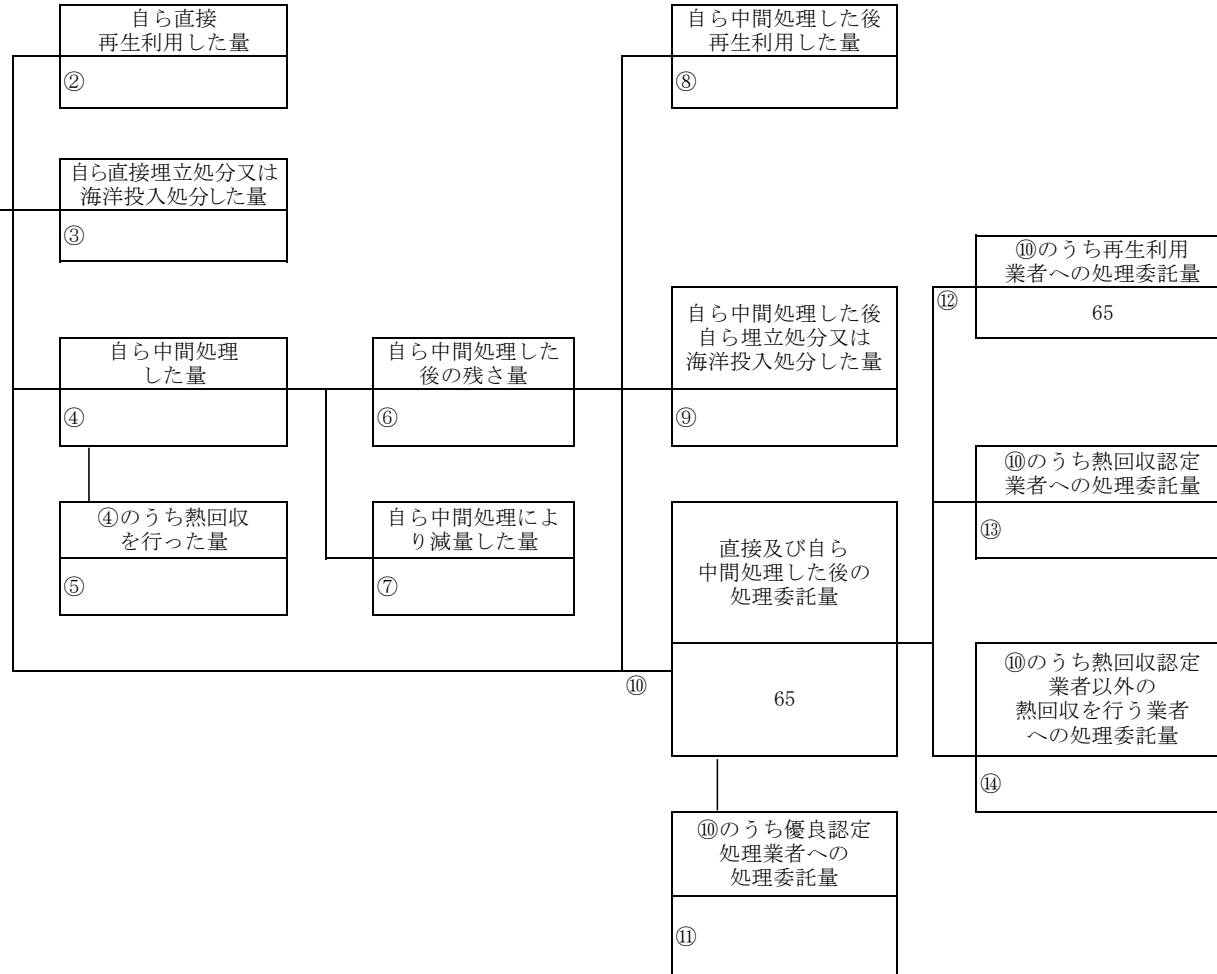 自ら直接
再生利用した量
②
自ら直接埋立処分又は
海洋投入処分した量
③
自ら中間処理
した量
④
④のうち熱回収
を行った量
⑤
自ら中間処理した
後の残さ量
⑥
自ら中間処理によ
り減量した量
⑦
自ら中間処理した後
再生利用した量
⑧
自ら中間処理した後
自ら埋立処分又は
海洋投入処分した量
⑨
直接及び自ら
中間処理した後の
処理委託量
⑩
65
⑩のうち優良認定
処理業者への
処理委託量
⑪
⑩のうち再生利用
業者への処理委託量
⑫
65
⑩のうち熱回収認定
業者への処理委託量
⑬
⑩のうち熱回収認定
業者以外の
熱回収を行う業者
への処理委託量
⑭